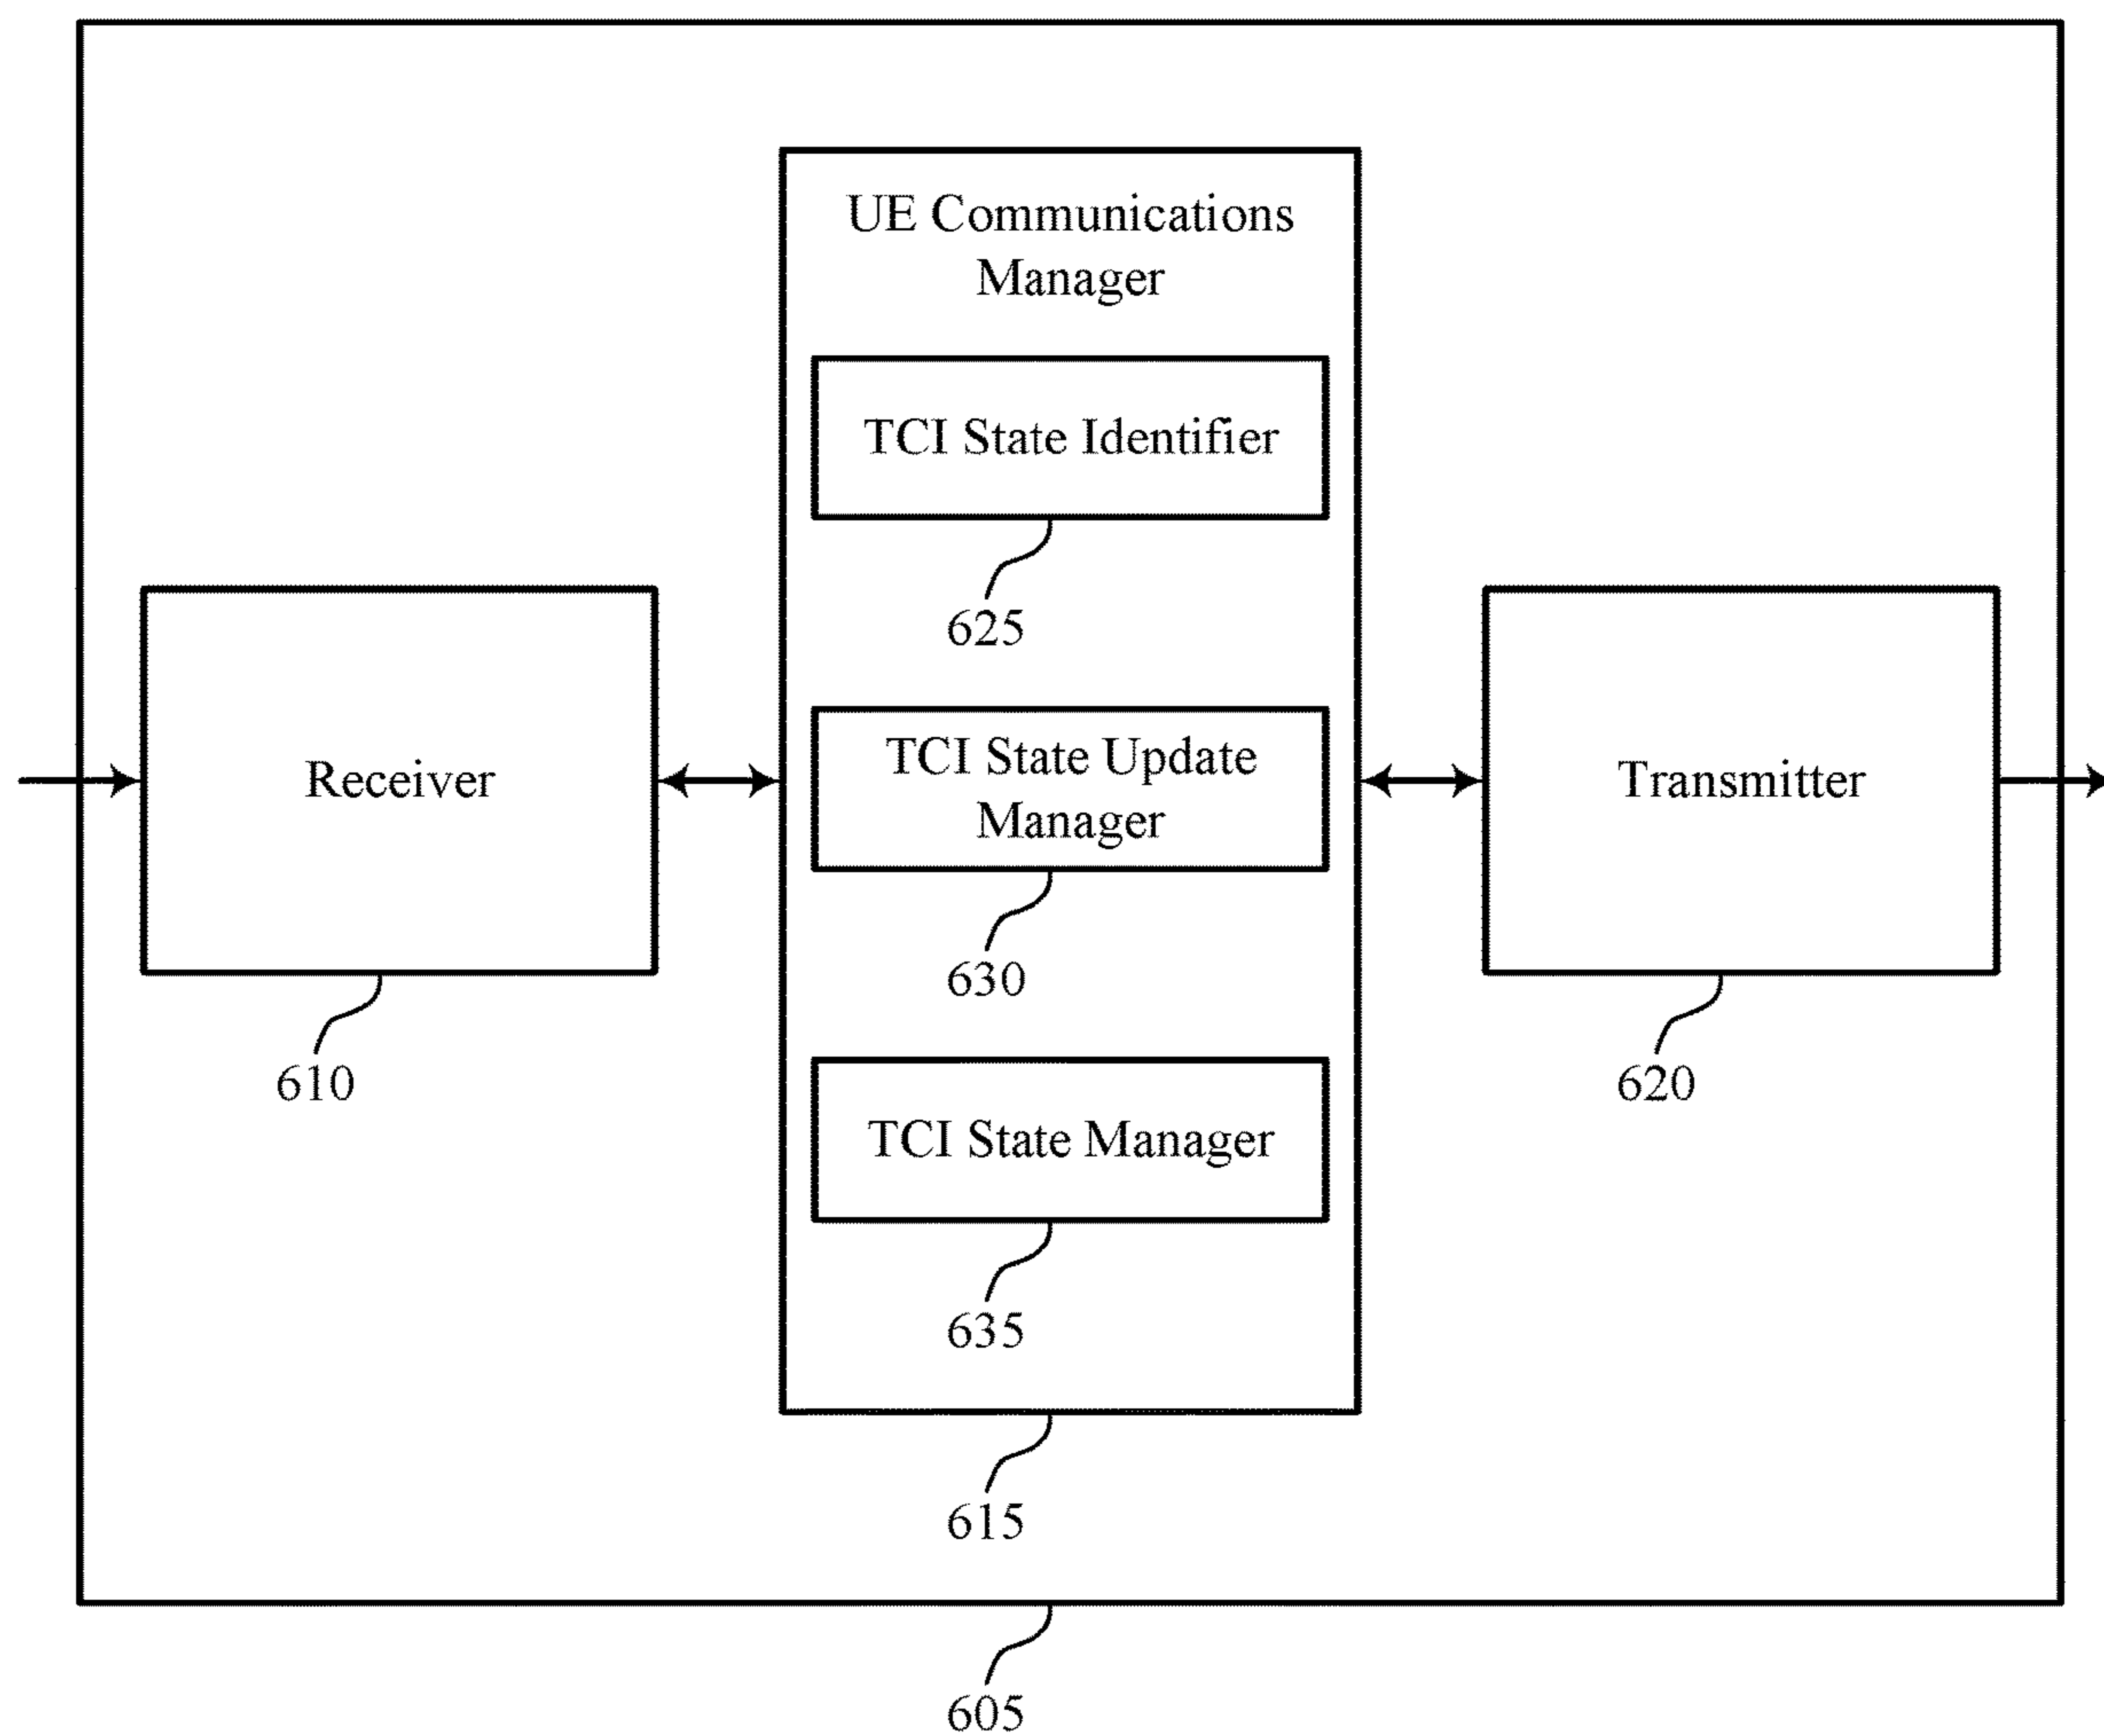 UE Communications
Manager
TCI State Identifier
625
Receiver
610
TCI State Update
Manager
630
Transmitter
620
TCI State Manager
635
615
605